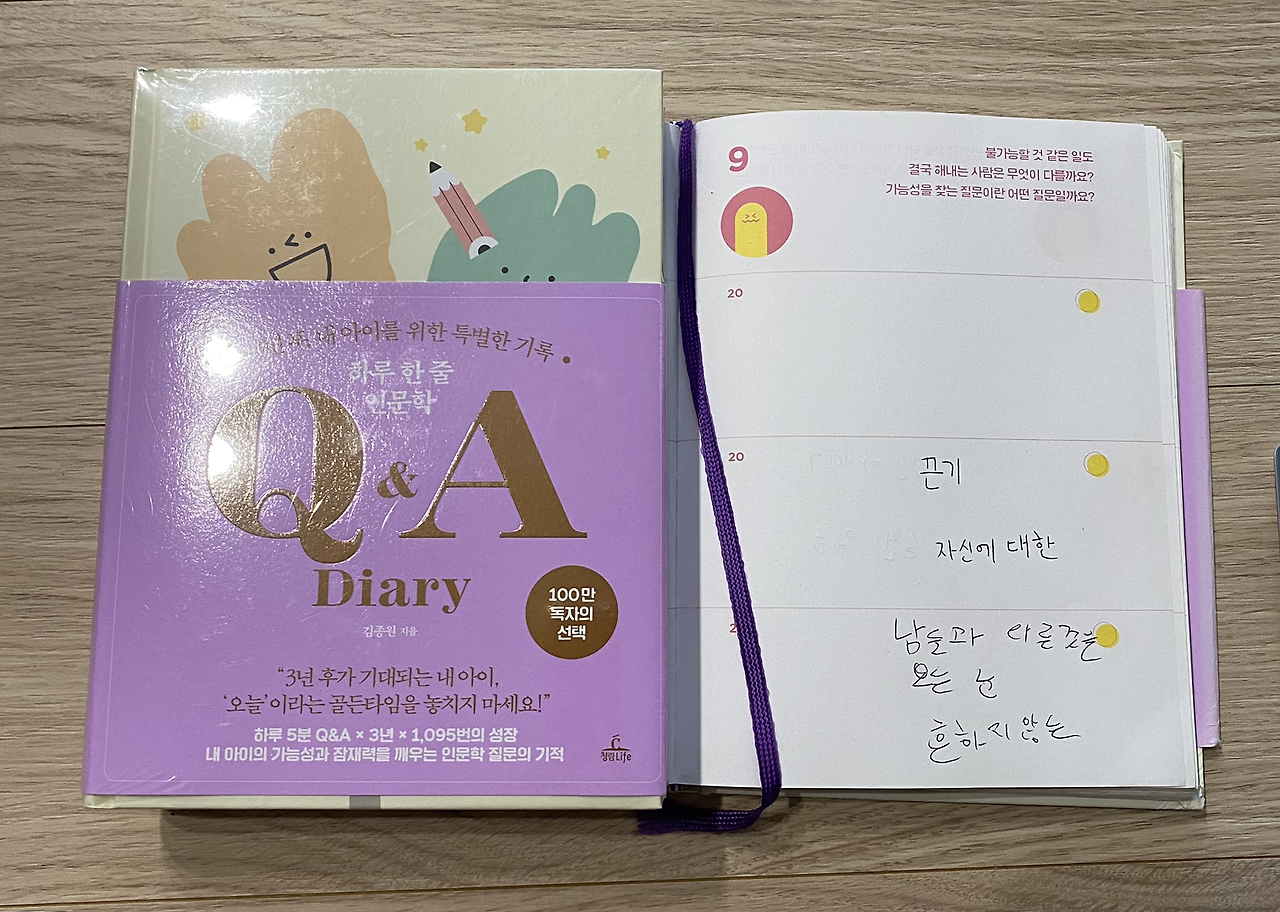 내 아이를 위한 특별한 기록
하루 한 줄
인문학
Q&A
Diary
100만
독자의
선택
김종원 지음
“3년 후가 기대되는 내 아이,
‘오늘’이라는 골든타임을 놓치지 마세요!”
하루 5분 Q&A × 3년 × 1,095번의 성장
내 아이의 가능성과 잠재력을 깨우는 인문학 질문의 기적
청림Life
9
불가능할 것 같은 일도
결국 해내는 사람은 무엇이 다를까요?
가능성을 찾는 질문이란 어떤 질문일까요?
20
20
끈기
자신에 대한
2
남들과 다른것을
보는 눈
흔하지 않는